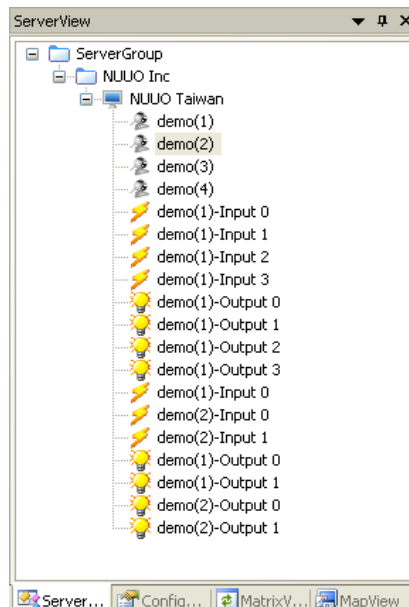 ServerView
ServerGroup
NUUO Inc
NUUO Taiwan
demo(1)
demo(2)
demo(3)
demo(4)
demo(1)-Input 0
demo(1)-Input 1
demo(1)-Input 2
demo(1)-Input 3
demo(1)-Output 0
demo(1)-Output 1
demo(1)-Output 2
demo(1)-Output 3
demo(1)-Input 0
demo(2)-Input 0
demo(2)-Input 1
demo(1)-Output 0
demo(1)-Output 1
demo(2)-Output 0
demo(2)-Output 1
Server... Config... MatrixV... MapView